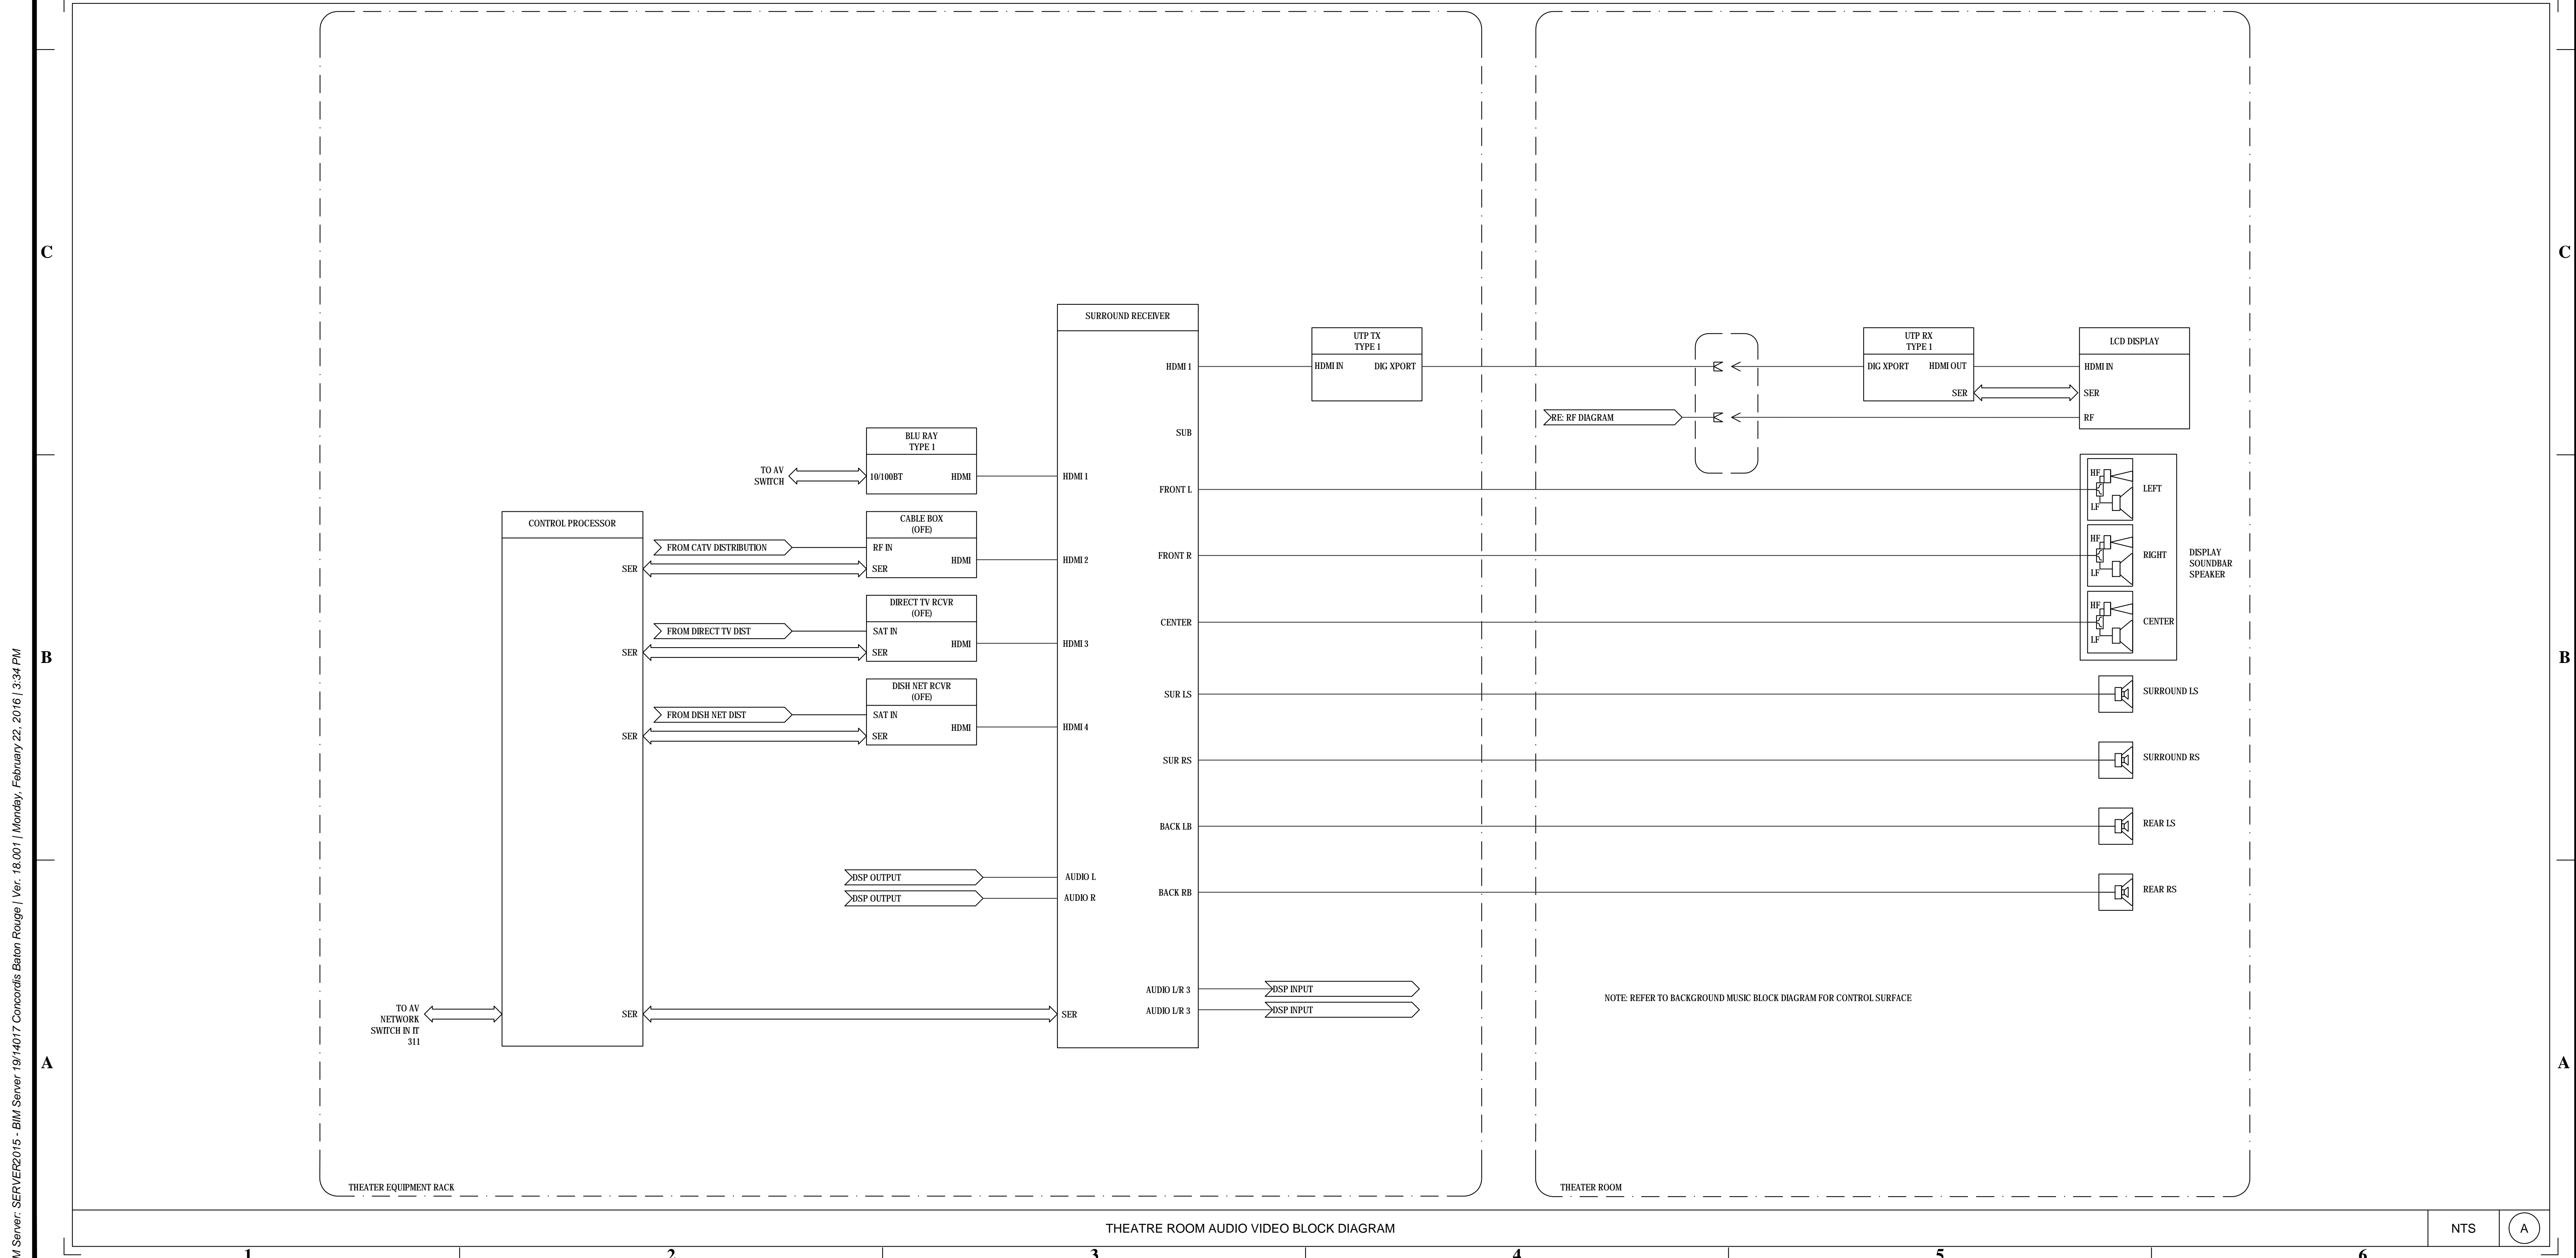 C
C
SURROUND RECEIVER
HDMI 1
SUB
FRONT L
FRONT R
CENTER
SUR LS
SUR RS
BACK LB
BACK RB
AUDIO L/R 3
AUDIO L/R 3
HDMI 1
HDMI 2
HDMI 3
HDMI 4
AUDIO L
AUDIO R
SER
UTP TX
TYPE 1
HDMI IN DIG XPORT
UTP RX
TYPE 1
DIG XPORT HDMI OUT
SER
LCD DISPLAY
HDMI IN
SER
RF
RE: RF DIAGRAM
BLU RAY
TYPE 1
10/100BT HDMI
TO AV
SWITCH
CONTROL PROCESSOR
SER
SER
SER
SER
FROM CATV DISTRIBUTION
CABLE BOX
(OFE)
RF IN
HDMI
SER
FROM DIRECT TV DIST
DIRECT TV RCVR
(OFE)
SAT IN
HDMI
SER
FROM DISH NET DIST
DISH NET RCVR
(OFE)
SAT IN
HDMI
SER
HF
LF
LEFT
HF
LF
RIGHT
HF
LF
CENTER
DISPLAY
SOUNDBAR
SPEAKER
SURROUND LS
SURROUND RS
REAR LS
REAR RS
B
B
DSP OUTPUT
DSP OUTPUT
DSP INPUT
DSP INPUT
TO AV
NETWORK
SWITCH IN IT
311
NOTE: REFER TO BACKGROUND MUSIC BLOCK DIAGRAM FOR CONTROL SURFACE
A
A
THEATER EQUIPMENT RACK
THEATER ROOM
THEATRE ROOM AUDIO VIDEO BLOCK DIAGRAM
NTS
A
1
2
3
4
5
6
M Server: SERVER2015 - BIM Server 19/14017 Concordis Baton Rouge | Ver. 18.001 | Monday, February 22, 2016 | 3:34 PM